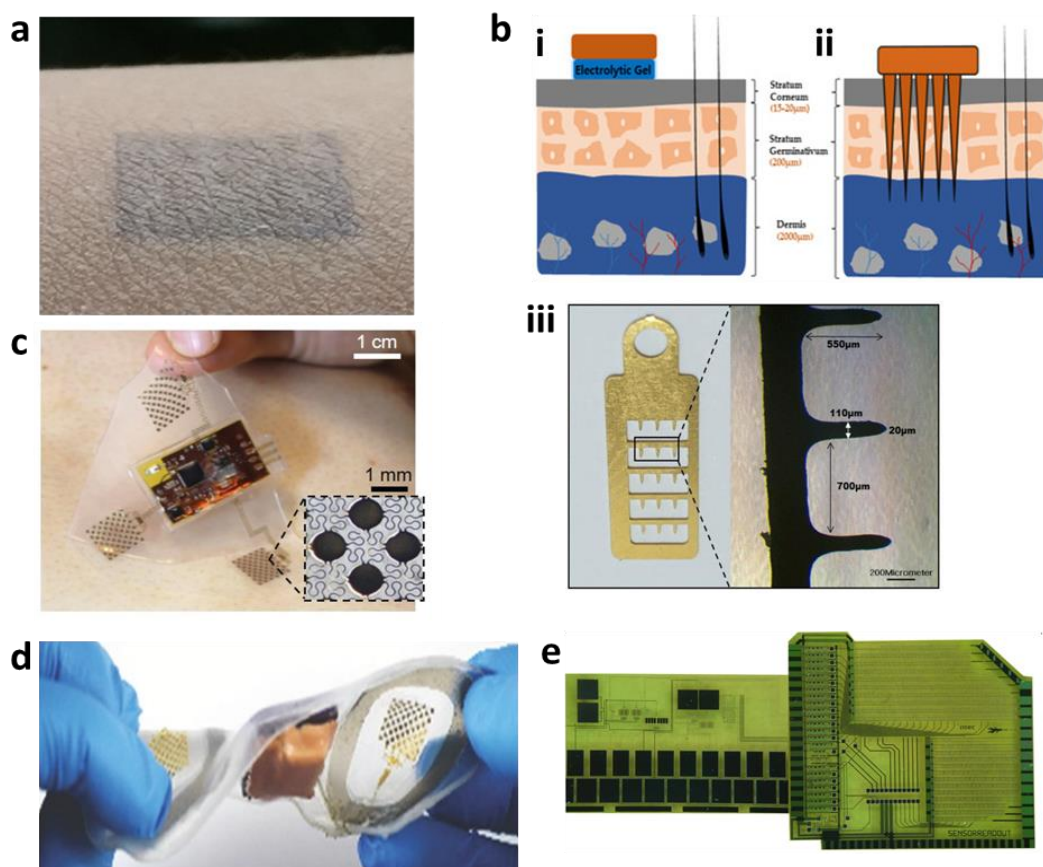 a
b
i
Electrolytic Gel
Stratum
Corneum
(15-20μm)
Stratum
Germinativum
(200μm)
Dermis
(2000μm)
ii
c
1 cm
1 mm
iii
550μm
110μm
20μm
700μm
200Micrometer
d
e
SENSORREADOUT